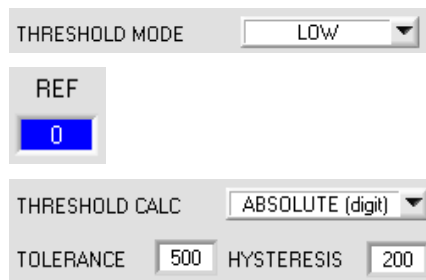 THRESHOLD MODE LOW
REF
0
THRESHOLD CALC ABSOLUTE (digit)
TOLERANCE 500 HYSTERESIS 200